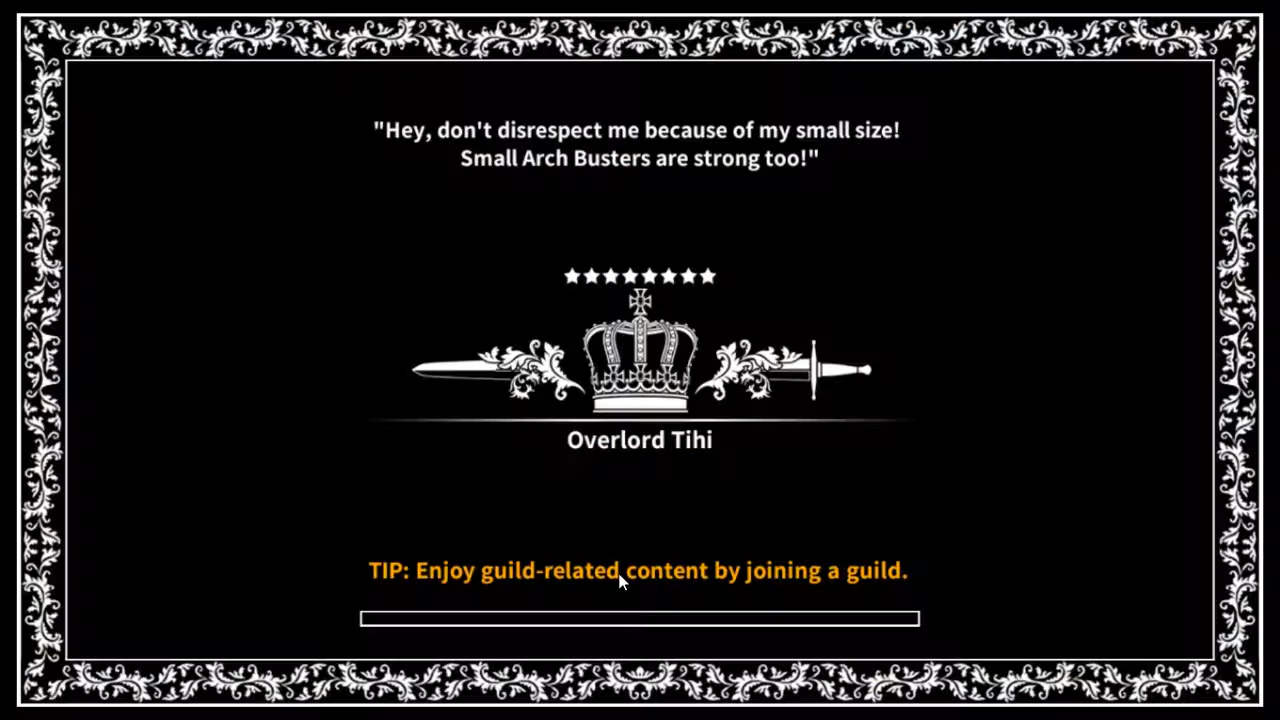 "Hey, don't disrespect me because of my small size!
Small Arch Busters are strong too!"
Overlord Tihi
TIP: Enjoy guild-related content by joining a guild.